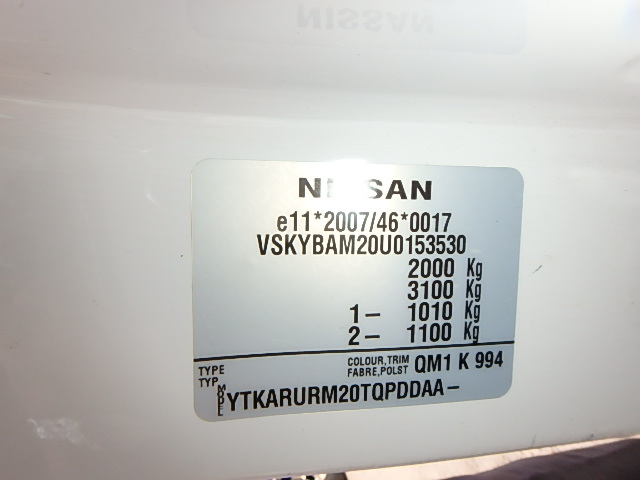 NISSAN
e11*2007/46*0017
VSKYBAM20U0153530
2000 Kg
3100 Kg
1- 1010 Kg
2- 1100 Kg
TYPE COLOUR,TRIM QM1 K 994
TYP FABRE,POLST
MODELE YTKARURM20TQPDDAA-